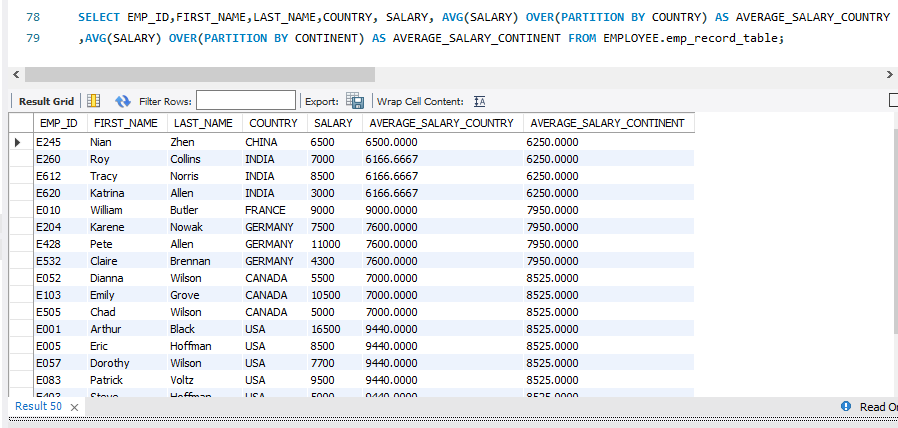 78 SELECT EMP_ID,FIRST_NAME,LAST_NAME,COUNTRY, SALARY, AVG(SALARY) OVER(PARTITION BY COUNTRY) AS AVERAGE_SALARY_COUNTRY
79 ,AVG(SALARY) OVER(PARTITION BY CONTINENT) AS AVERAGE_SALARY_CONTINENT FROM EMPLOYEE.emp_record_table;
Result Grid Filter Rows: Export: Wrap Cell Content: IA
EMP_ID FIRST_NAME LAST_NAME COUNTRY SALARY AVERAGE_SALARY_COUNTRY AVERAGE_SALARY_CONTINENT
E245 Nian Zhen CHINA 6500 6500.0000 6250.0000
E260 Roy Collins INDIA 7000 6166.6667 6250.0000
E612 Tracy Norris INDIA 8500 6166.6667 6250.0000
E620 Katrina Allen INDIA 3000 6166.6667 6250.0000
E010 William Butler FRANCE 9000 9000.0000 7950.0000
E204 Karene Nowak GERMANY 7500 7600.0000 7950.0000
E428 Pete Allen GERMANY 11000 7600.0000 7950.0000
E532 Claire Brennan GERMANY 4300 7600.0000 7950.0000
E052 Dianna Wilson CANADA 5500 7000.0000 8525.0000
E103 Emily Grove CANADA 10500 7000.0000 8525.0000
E505 Chad Wilson CANADA 5000 7000.0000 8525.0000
E001 Arthur Black USA 16500 9440.0000 8525.0000
E005 Eric Hoffman USA 8500 9440.0000 8525.0000
E057 Dorothy Wilson USA 7700 9440.0000 8525.0000
E083 Patrick Voltz USA 9500 9440.0000 8525.0000
Hoffman USA 9440.0000 8525.0000
Result 50 Read O